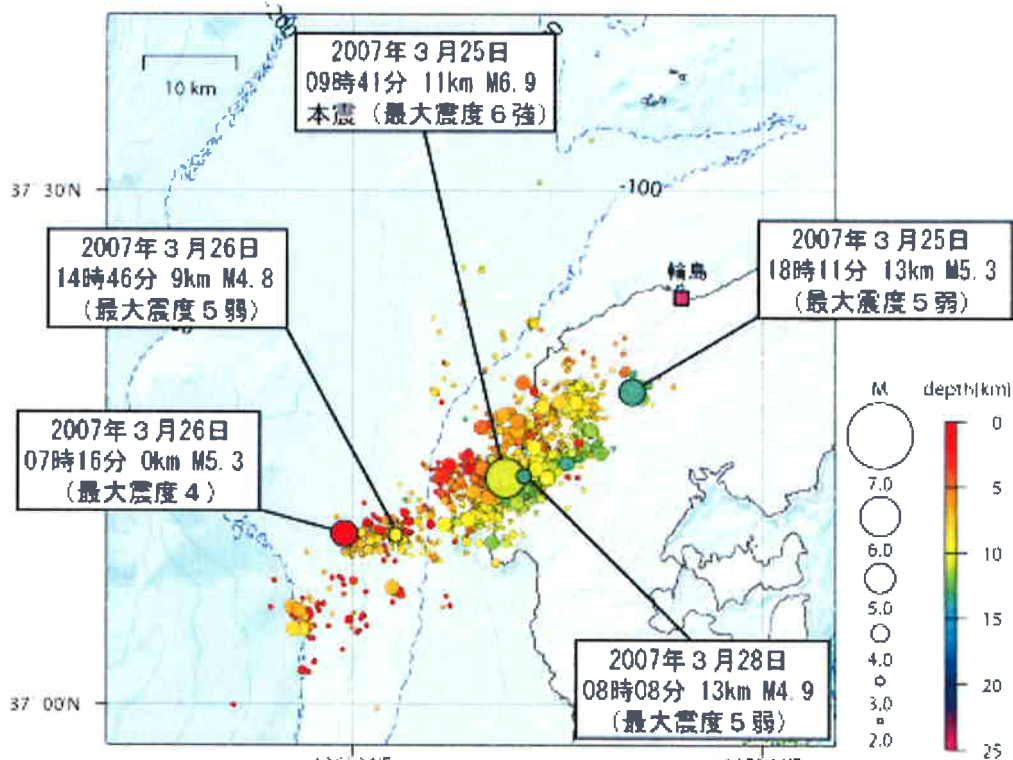 2007年3月25日
09時41分 11km M6.9
本震（最大震度6強）
10 km
37° 30'N
-100
2007年3月26日
14時46分 9km M4.8
（最大震度5弱）
2007年3月25日
18時11分 13km M5.3
（最大震度5弱）
輪島
2007年3月26日
07時16分 0km M5.3
（最大震度4）
M
7.0
6.0
5.0
4.0
3.0
2.0
depth(km)
0
5
10
15
20
25
2007年3月28日
08時08分 13km M4.9
（最大震度5弱）
37° 00'N